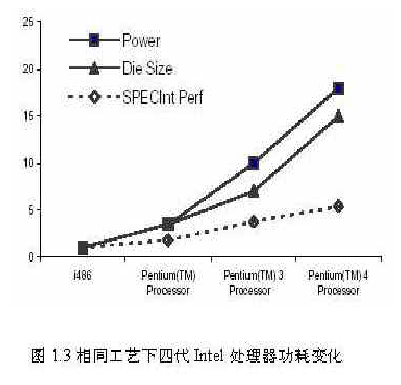 25
20
15
10
5
0
Power
Die Size
SPECInt Perf
i486
Pentium(TM) Processor
Pentium(TM) 3 Processor
Pentium(TM) 4 Processor
图 1.3 相同工艺下四代 Intel 处理器功耗变化